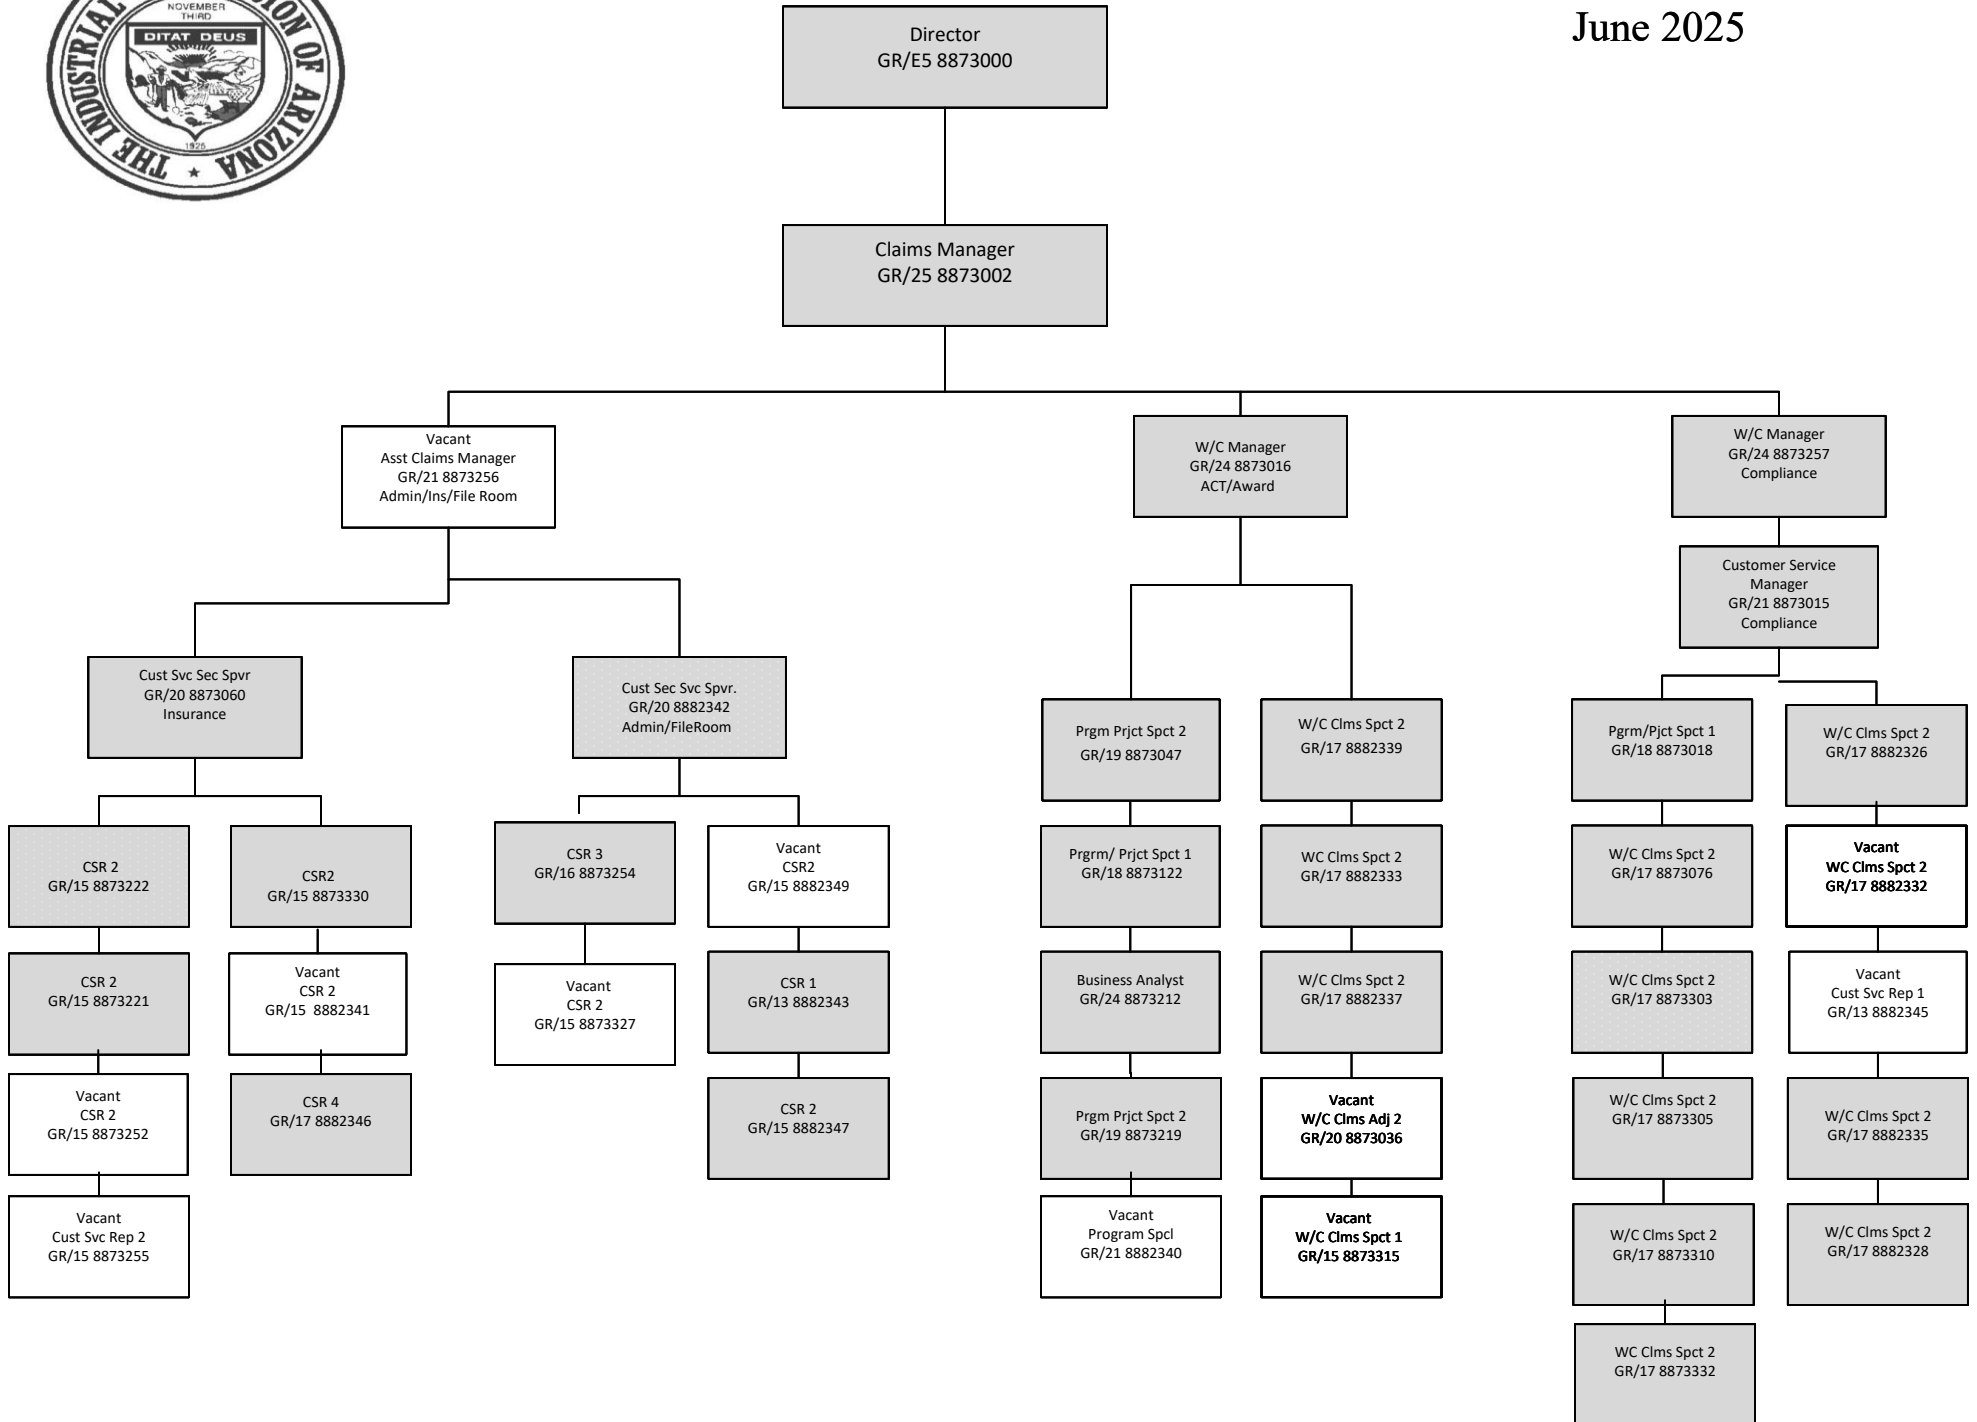 NOVEMBER
THIRD
DITAT DEUS
1925
THE INDUSTRIAL
SION OF ARIZONA
★
June 2025
Director
GR/E5 8873000
Claims Manager
GR/25 8873002
Vacant
Asst Claims Manager
GR/21 8873256
Admin/Ins/File Room
W/C Manager
GR/24 8873016
ACT/Award
W/C Manager
GR/24 8873257
Compliance
Customer Service
Manager
GR/21 8873015
Compliance
Cust Svc Sec Spvr
GR/20 8873060
Insurance
Cust Sec Svc Spvr.
GR/20 8882342
Admin/FileRoom
CSR 2
GR/15 8873222
CSR 2
GR/15 8873221
Vacant
CSR 2
GR/15 8873252
Vacant
Cust Svc Rep 2
GR/15 8873255
CSR2
GR/15 8873330
Vacant
CSR 2
GR/15 8882341
CSR 4
GR/17 8882346
CSR 3
GR/16 8873254
Vacant
CSR 2
GR/15 8873327
Vacant
CSR2
GR/15 8882349
CSR 1
GR/13 8882343
CSR 2
GR/15 8882347
Prgm Prjct Spct 2
GR/19 8873047
Prgrm/ Prjct Spct 1
GR/18 8873122
Business Analyst
GR/24 8873212
Prgm Prjct Spct 2
GR/19 8873219
Vacant
Program Spcl
GR/21 8882340
W/C Clms Spct 2
GR/17 8882339
WC Clms Spct 2
GR/17 8882333
W/C Clms Spct 2
GR/17 8882337
Vacant
W/C Clms Adj 2
GR/20 8873036
Vacant
W/C Clms Spct 1
GR/15 8873315
Pgrm/Pjct Spct 1
GR/18 8873018
W/C Clms Spct 2
GR/17 8873076
W/C Clms Spct 2
GR/17 8873303
W/C Clms Spct 2
GR/17 8873305
W/C Clms Spct 2
GR/17 8873310
WC Clms Spct 2
GR/17 8873332
W/C Clms Spct 2
GR/17 8882326
Vacant
WC Clms Spct 2
GR/17 8882332
Vacant
Cust Svc Rep 1
GR/13 8882345
W/C Clms Spct 2
GR/17 8882335
W/C Clms Spct 2
GR/17 8882328